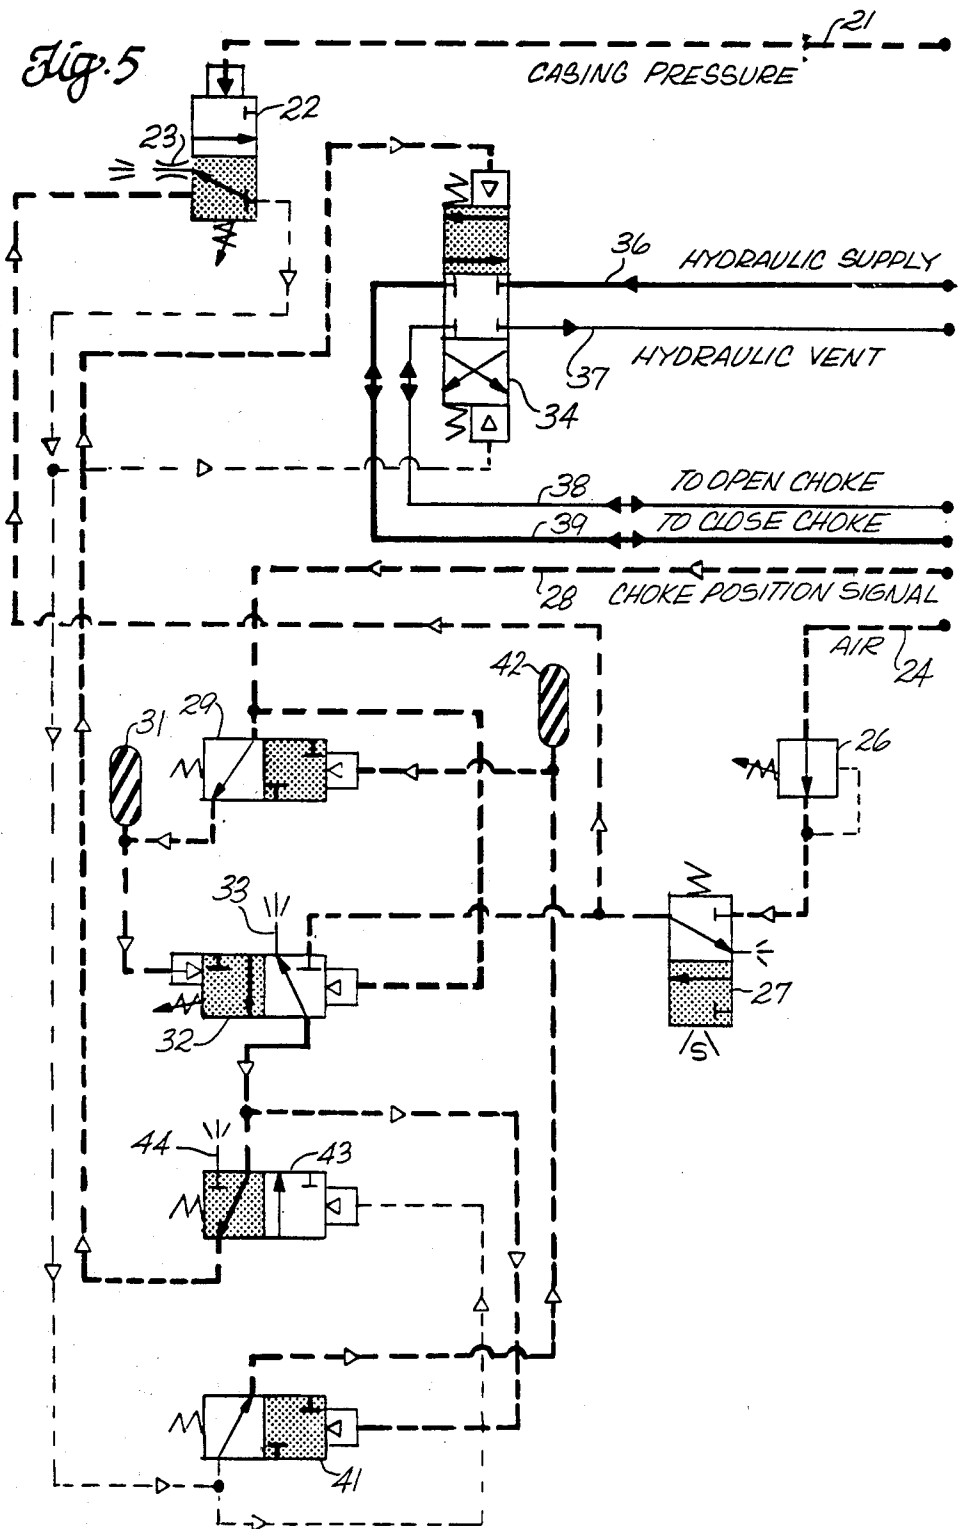 Fig. 5
21
CASING PRESSURE
22
23
36
HYDRAULIC SUPPLY
HYDRAULIC VENT
37
34
38
TO OPEN CHOKE
39
TO CLOSE CHOKE
28
CHOKE POSITION SIGNAL
AIR
24
42
29
31
26
33
27
32
S
44
43
41